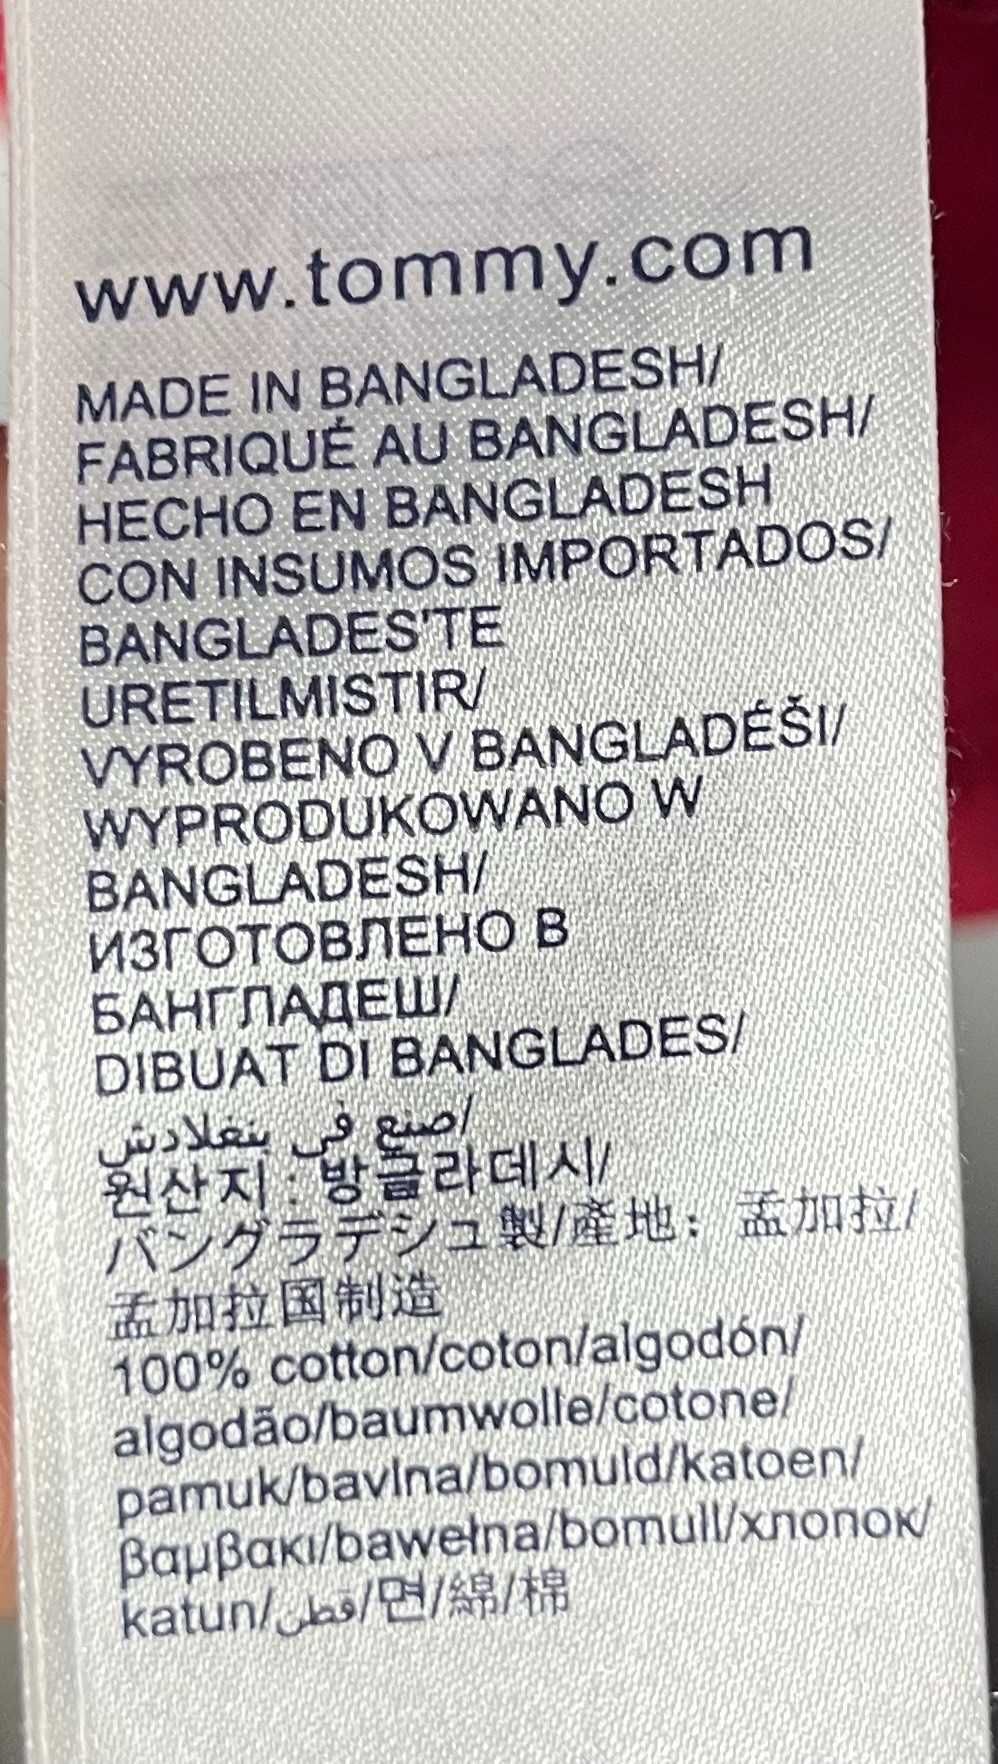 www.tommy.com
MADE IN BANGLADESH/
FABRIQUÉ AU BANGLADESH/
HECHO EN BANGLADESH
CON INSUMOS IMPORTADOS/
BANGLADES'TE
URETILMISTIR/
VYROBENO V BANGLADÉŠI/
WYPRODUKOWANO W
BANGLADESH/
ИЗГОТОВЛЕНО В
БАНГЛАДЕШ/
DIBUAT DI BANGLADES/
صنع في بنغلادش/
원산지 : 방글라데시/
バングラデシュ製/產地：孟加拉/
孟加拉国制造
100% cotton/coton/algodón/
algodão/baumwolle/cotone/
pamuk/bavlna/bomuld/katoen/
βαμβακι/bawełna/bomull/хлопок/
katun/قطن/면/綿/棉